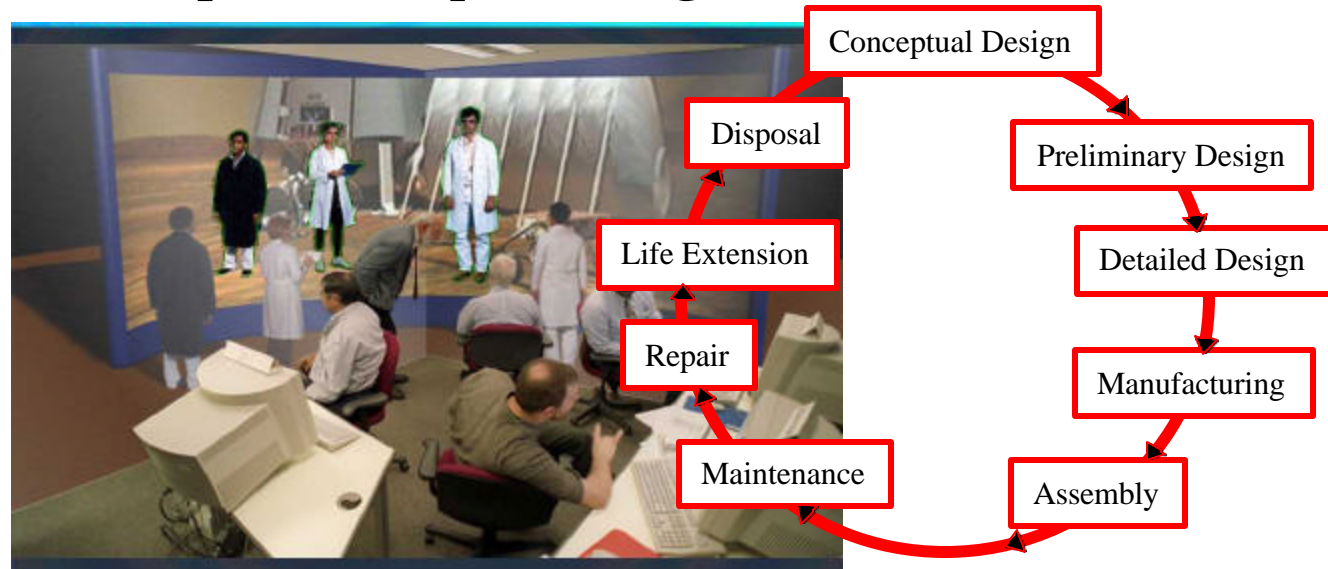 Conceptual Design
Preliminary Design
Detailed Design
Manufacturing
Assembly
Maintenance
Repair
Life Extension
Disposal